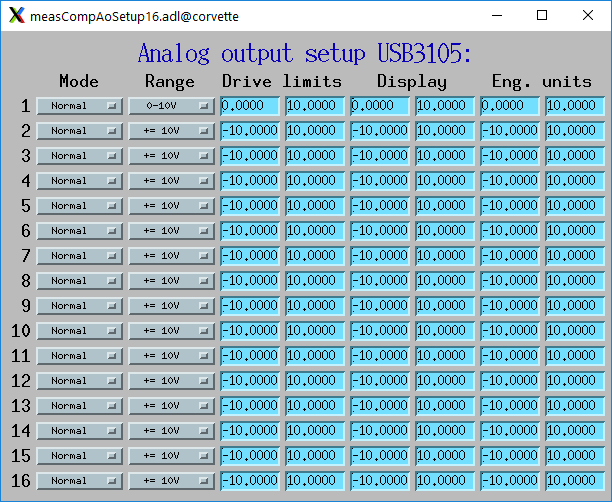 measCompAoSetup16.adl@corvette
Analog output setup USB3105:
Mode Range Drive limits Display Eng. units
1 Normal 0-10V 0.0000 10.0000 0.0000 10.0000 0.0000 10.0000
2 Normal += 10V -10.0000 10.0000 -10.0000 10.0000 -10.0000 10.0000
3 Normal += 10V -10.0000 10.0000 -10.0000 10.0000 -10.0000 10.0000
4 Normal += 10V -10.0000 10.0000 -10.0000 10.0000 -10.0000 10.0000
5 Normal += 10V -10.0000 10.0000 -10.0000 10.0000 -10.0000 10.0000
6 Normal += 10V -10.0000 10.0000 -10.0000 10.0000 -10.0000 10.0000
7 Normal += 10V -10.0000 10.0000 -10.0000 10.0000 -10.0000 10.0000
8 Normal += 10V -10.0000 10.0000 -10.0000 10.0000 -10.0000 10.0000
9 Normal += 10V -10.0000 10.0000 -10.0000 10.0000 -10.0000 10.0000
10 Normal += 10V -10.0000 10.0000 -10.0000 10.0000 -10.0000 10.0000
11 Normal += 10V -10.0000 10.0000 -10.0000 10.0000 -10.0000 10.0000
12 Normal += 10V -10.0000 10.0000 -10.0000 10.0000 -10.0000 10.0000
13 Normal += 10V -10.0000 10.0000 -10.0000 10.0000 -10.0000 10.0000
14 Normal += 10V -10.0000 10.0000 -10.0000 10.0000 -10.0000 10.0000
15 Normal += 10V -10.0000 10.0000 -10.0000 10.0000 -10.0000 10.0000
16 Normal += 10V -10.0000 10.0000 -10.0000 10.0000 -10.0000 10.0000